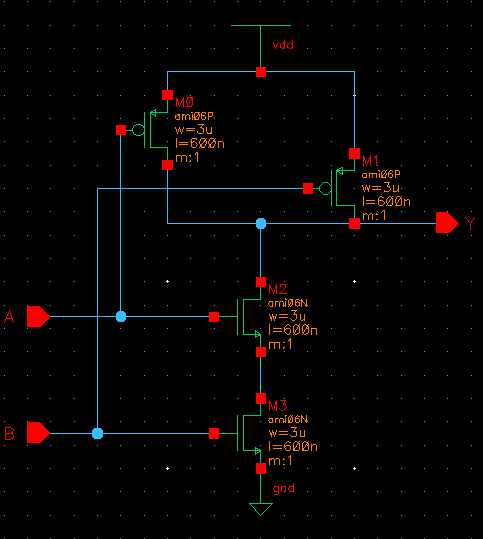 vdd
M0
ami06P
w=3u
l=600n
m:1
M1
ami06P
w=3u
l=600n
m:1
Y
A
M2
ami06N
w=3u
l=600n
m:1
B
M3
ami06N
w=3u
l=600n
m:1
gnd